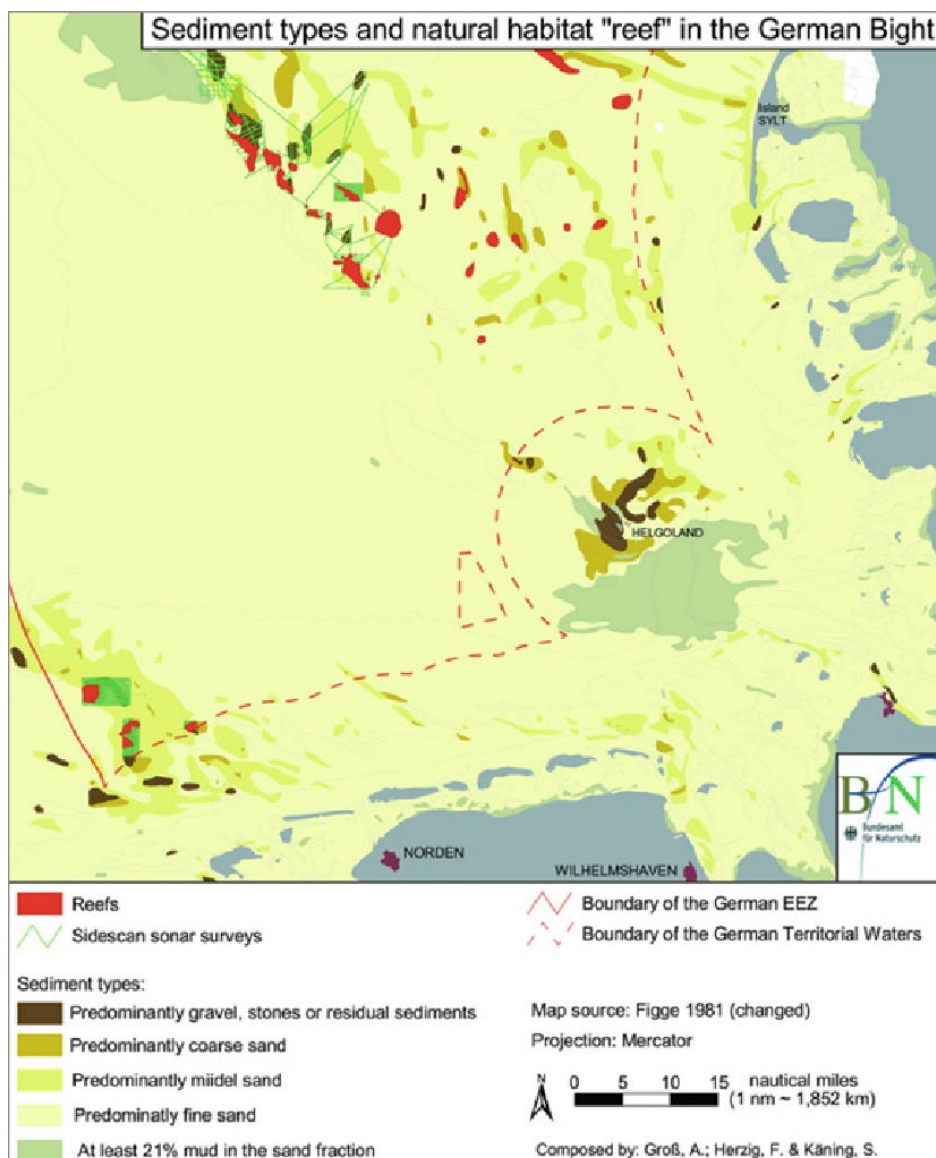 Sediment types and natural habitat "reef" in the German Bight
Island
SYLT
HELGOLAND
NORDEN
WILHELMSHAVEN
BfN
Bundesamt
für Naturschutz
Reefs
Sidescan sonar surveys
Boundary of the German EEZ
Boundary of the German Territorial Waters
Sediment types:
Predominantly gravel, stones or residual sediments
Predominantly coarse sand
Predominantly miidel sand
Predominatly fine sand
At least 21% mud in the sand fraction
Map source: Figge 1981 (changed)
Projection: Mercator
N
0 5 10 15 nautical miles
(1 nm ~ 1,852 km)
Composed by: Groß, A.; Herzig, F. & Käning, S.